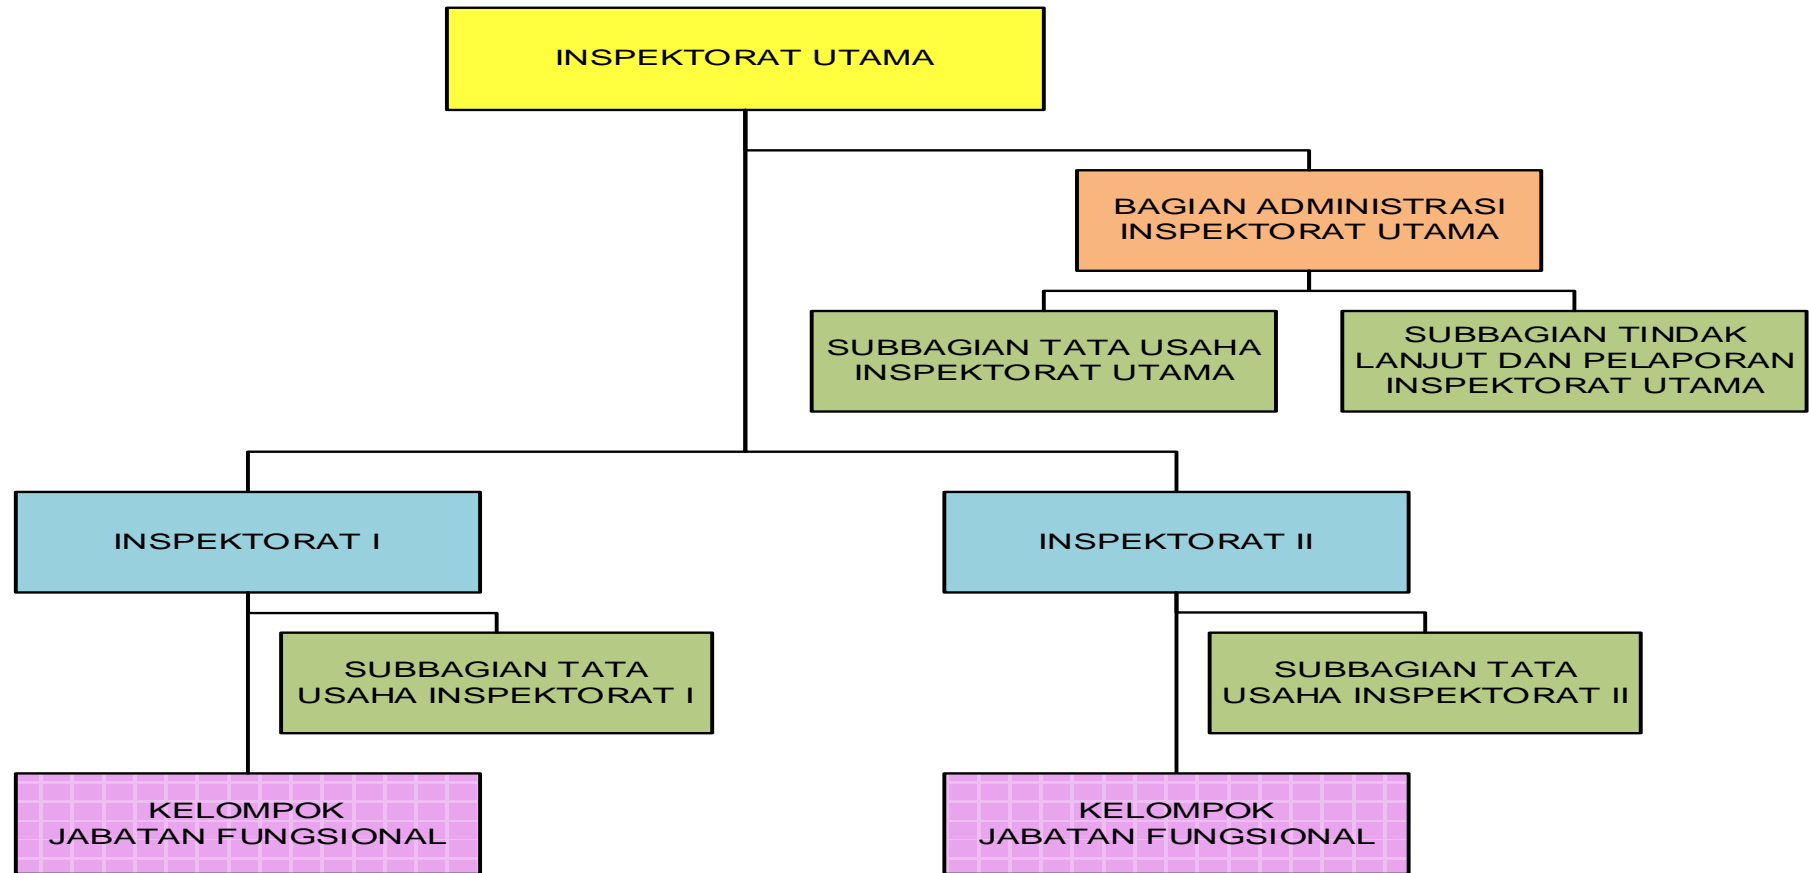 INSPEKTORAT UTAMA
BAGIAN ADMINISTRASI
INSPEKTORAT UTAMA
SUBBAGIAN TATA USAHA
INSPEKTORAT UTAMA
SUBBAGIAN TINDAK
LANJUT DAN PELAPORAN
INSPEKTORAT UTAMA
INSPEKTORAT I
INSPEKTORAT II
SUBBAGIAN TATA
USAHA INSPEKTORAT I
SUBBAGIAN TATA
USAHA INSPEKTORAT II
KELOMPOK
JABATAN FUNGSIONAL
KELOMPOK
JABATAN FUNGSIONAL